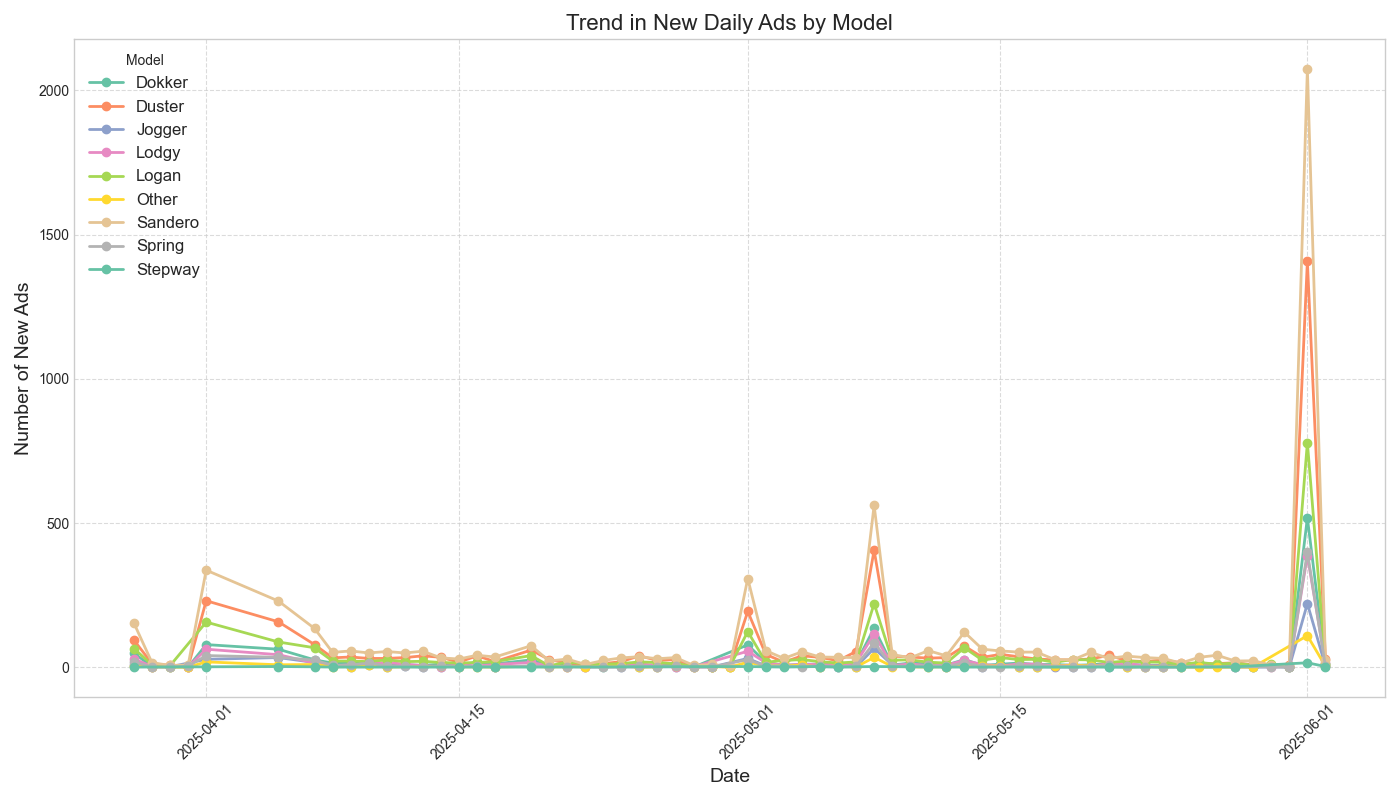 Trend in New Daily Ads by Model
Number of New Ads
2000
1500
1000
500
0
Model
Dokker
Duster
Jogger
Lodgy
Logan
Other
Sandero
Spring
Stepway
2025-04-01
2025-04-15
2025-05-01
2025-05-15
2025-06-01
Date